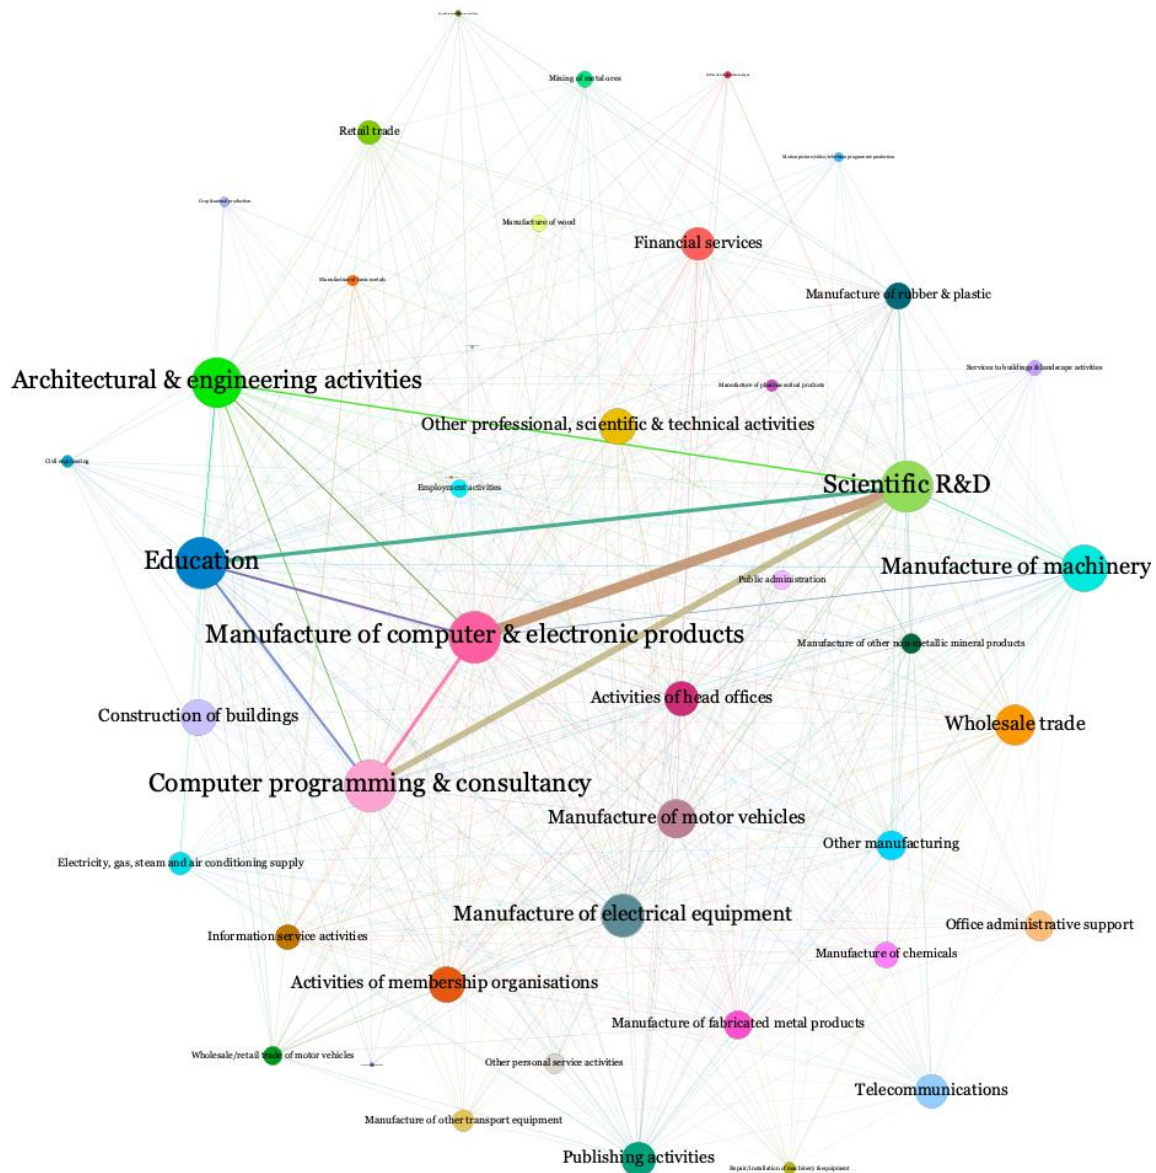 Mining of metal ores
Retail trade
Motion picture/video/television programme production
Crop & animal production
Manufacture of wood
Financial services
Manufacture of basic metals
Manufacture of rubber & plastic
Services to buildings & landscape activities
Architectural & engineering activities
Manufacture of pharmaceutical products
Other professional, scientific & technical activities
Civil engineering
Employment activities
Scientific R&D
Education
Manufacture of machinery
Public administration
Manufacture of computer & electronic products
Manufacture of other non-metallic mineral products
Activities of head offices
Construction of buildings
Wholesale trade
Computer programming & consultancy
Manufacture of motor vehicles
Other manufacturing
Electricity, gas, steam and air conditioning supply
Manufacture of electrical equipment
Office administrative support
Information service activities
Manufacture of chemicals
Activities of membership organisations
Manufacture of fabricated metal products
Wholesale/retail trade of motor vehicles
Other personal service activities
Telecommunications
Manufacture of other transport equipment
Publishing activities
Repair/installation of machinery & equipment